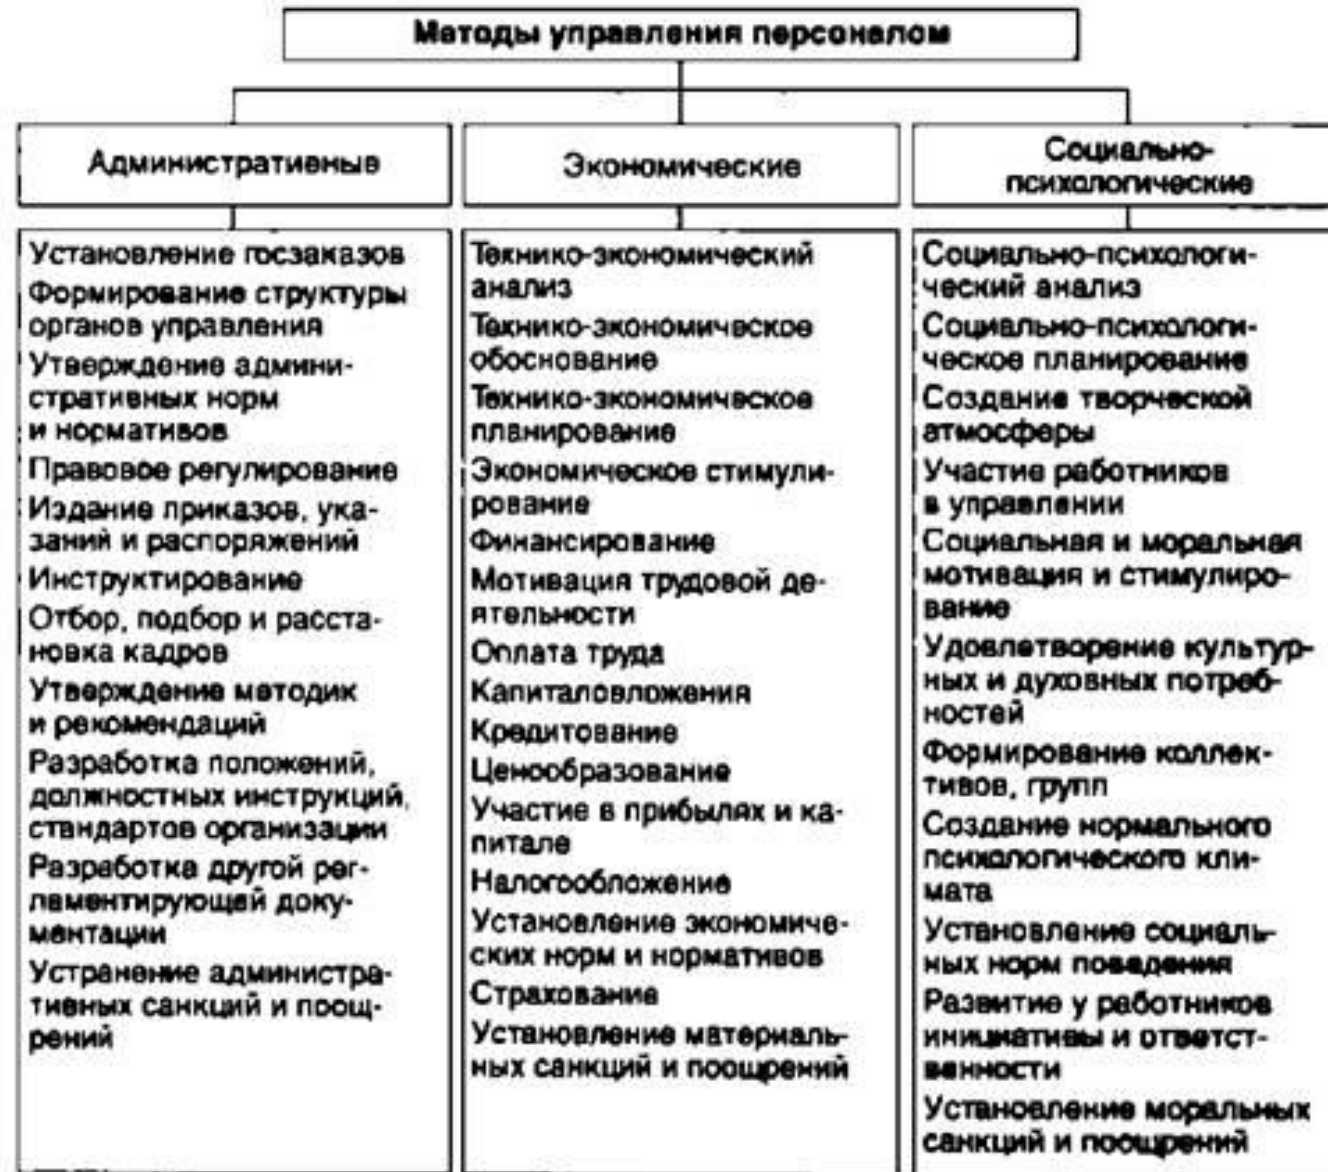 Методы управления персоналом
Административныв
Экономические
Социально-
психологические
Установление госзаказов
Формирование структуры
органов управления
Утверждение админи-
стративных норм
и нормативов
Правовое регулирование
Издание приказов, ука-
заний и распоряжений
Инструктирование
Отбор, подбор и расста-
новка кадров
Утверждение методик
и рекомендаций
Разработка положений,
должностных инструкций,
стандартов организации
Разработка другой рег-
ламентирующей доку-
ментации
Устранение администра-
тивных санкций и поощ-
рений
Технико-экономический
анализ
Технико-экономическое
обоснование
Технико-экономическое
планирование
Экономическое стимули-
рование
Финансирование
Мотивация трудовой де-
ятельности
Оплата труда
Капиталовложения
Кредитование
Ценообразование
Участие в прибылях и ка-
питале
Налогообложение
Установление экономиче-
ских норм и нормативов
Страхование
Установление материаль-
ных санкций и поощрений
Социально-психологи-
ческий анализ
Социально-психологи-
ческое планирование
Создание творческой
атмосферы
Участие работников
в управлении
Социальная и моральная
мотивация и стимулиро-
вание
Удовлетворение культур-
ных и духовных потреб-
ностей
Формирование коллек-
тивов, групп
Создание нормального
психологического кли-
мата
Установление социаль-
ных норм поведения
Развитие у работников
инициативы и ответст-
венности
Установление моральных
санкций и поощрений